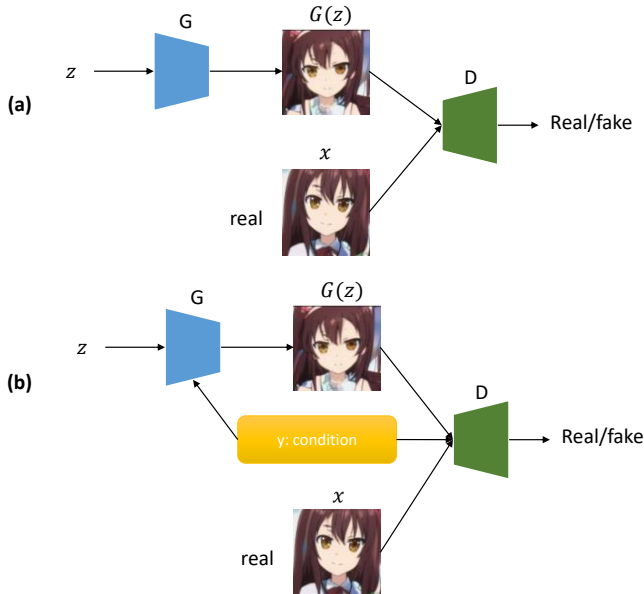 G
G(z)
z
D
(a)
Real/fake
x
real
G
G(z)
z
(b)
D
y: condition
Real/fake
x
real